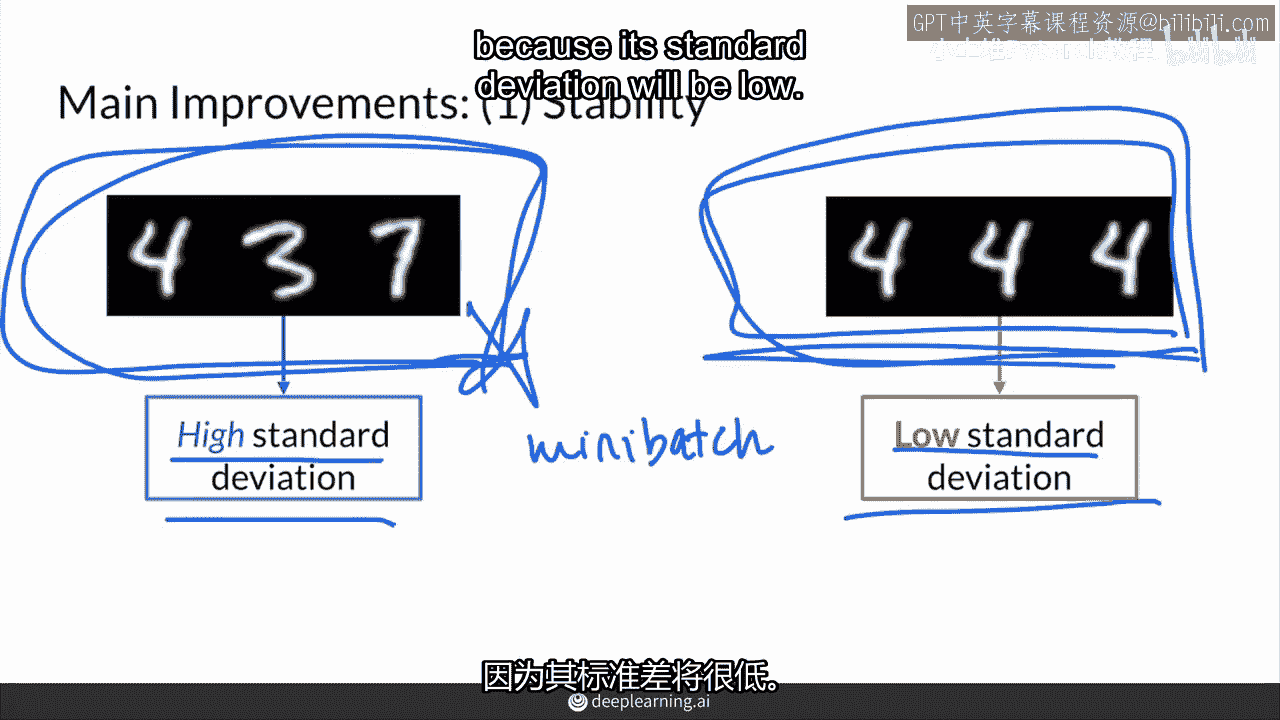 GPT中英字幕课程资源@bilibili.com
because its standard
deviation will be low.
Main Improvements: (1) Stability
4 3 7
4 4 4
High standard
deviation
minibatch
Low standard
deviation
因为其标准差将很低。
deeplearning.ai